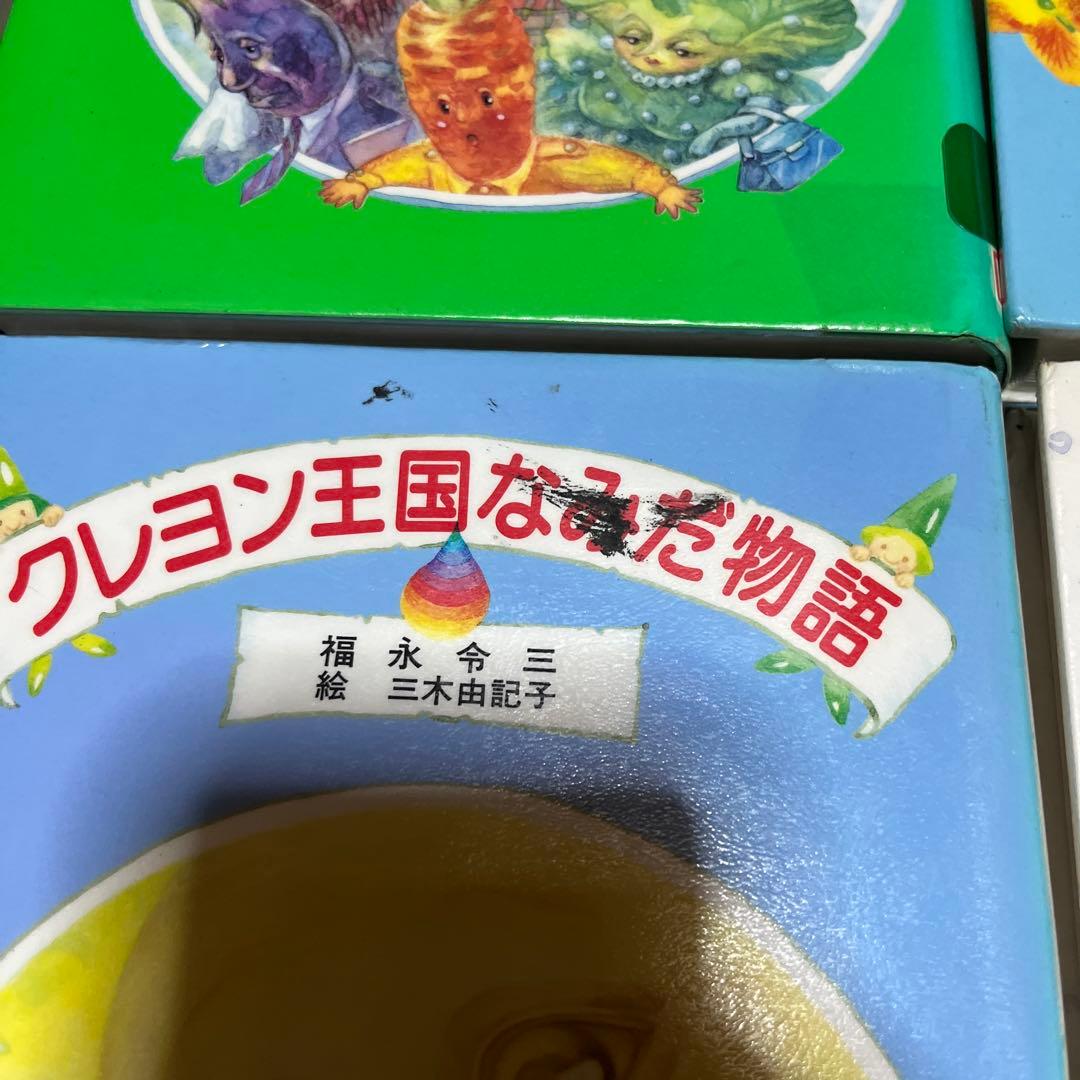 クレヨン王国なみだ物語
福永令三
絵 三木由記子